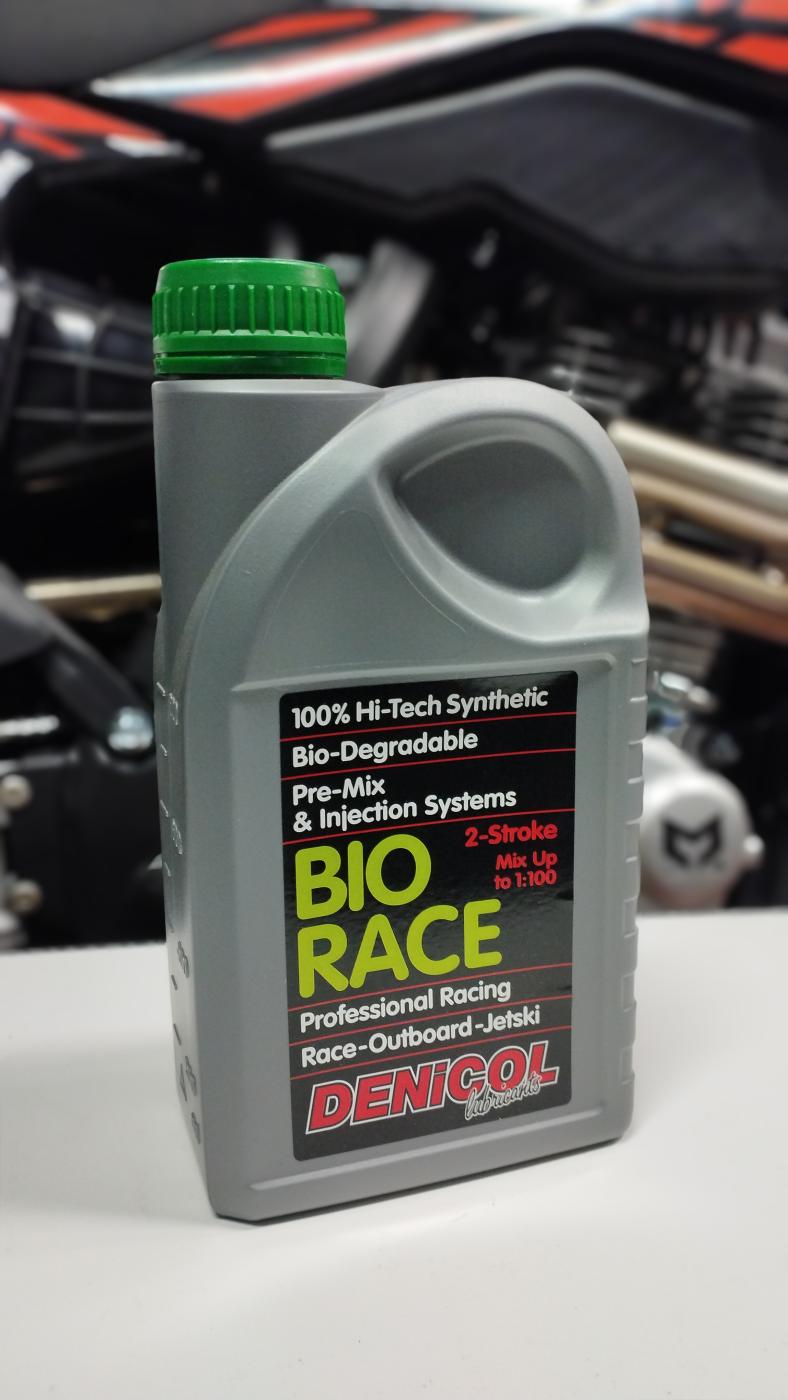 100% Hi-Tech Synthetic
Bio-Degradable
Pre-Mix
& Injection Systems
2-Stroke
Mix Up
to 1:100
BIO
RACE
Professional Racing
Race-Outboard-Jetski
DENiCOL
lubricants